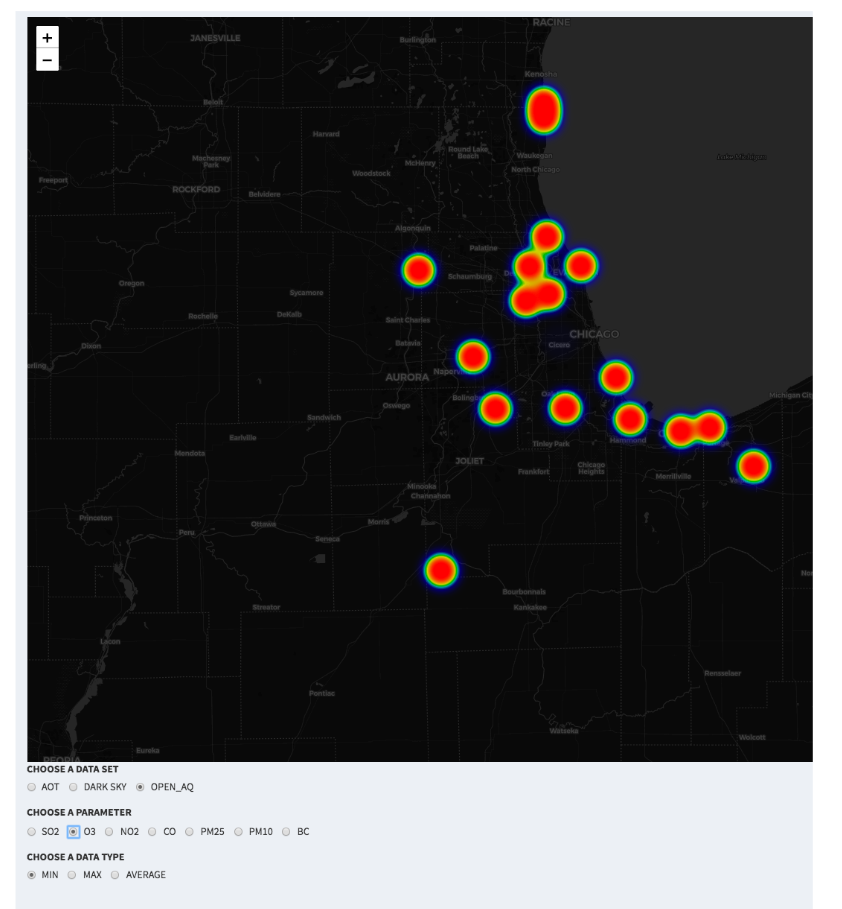 +
−
RACINE
JANESVILLE
Burlington
Kenosha
Beloit
Harvard
Round Lake Beach
Machesney Park
McHenry
Waukegan
Lake Michigan
Woodstock
North Chicago
Freeport
ROCKFORD
Belvidere
Algonquin
Palatine
Schaumburg
Oregon
Sycamore
Rochelle
DeKalb
Saint Charles
CHICAGO
Dixon
Batavia
Cicero
AURORA
Oswego
Sandwich
Earlville
Tinley Park
Hammond
Mendota
JOLIET
Frankfort
Chicago Heights
Merrillville
Minooka
Channahon
Princeton
Ottawa
Morris
Peru
Seneca
Bourbonnais
Kankakee
Streator
Lacon
Rensselaer
Pontiac
Watseka
Wolcott
Eureka
PEORIA
CHOOSE A DATA SET
AOT DARK SKY OPEN_AQ
CHOOSE A PARAMETER
SO2 O3 NO2 CO PM25 PM10 BC
CHOOSE A DATA TYPE
MIN MAX AVERAGE